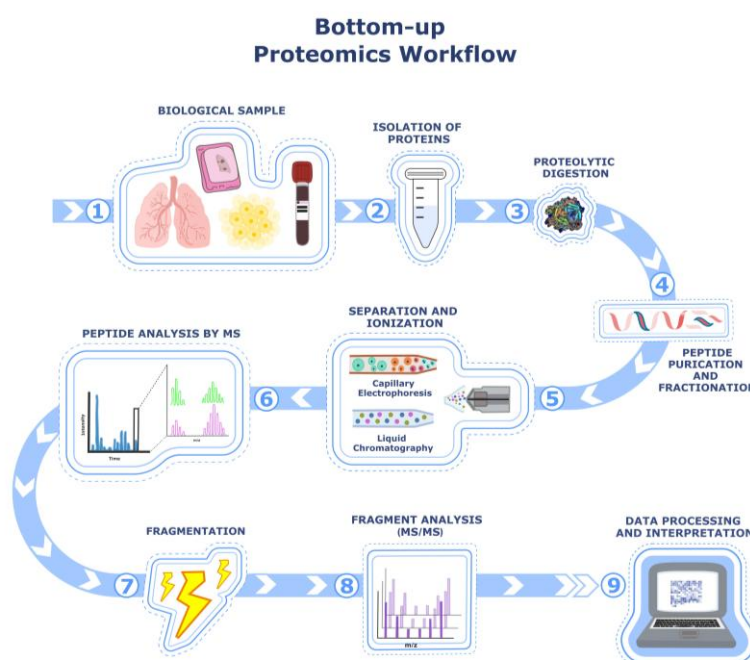 Bottom-up
Proteomics Workflow
BIOLOGICAL SAMPLE
ISOLATION OF
PROTEINS
PROTEOLYTIC
DIGESTION
1
2
3
4
PEPTIDE ANALYSIS BY MS
SEPARATION AND
IONIZATION
PEPTIDE
PURICATION
AND
FRACTIONATION
Intensity
Time
m/z
6
Capillary
Electrophoresis
Liquid
Chromatography
5
FRAGMENTATION
FRAGMENT ANALYSIS
(MS/MS)
DATA PROCESSING
AND INTERPRETATION
7
8
m/z
9